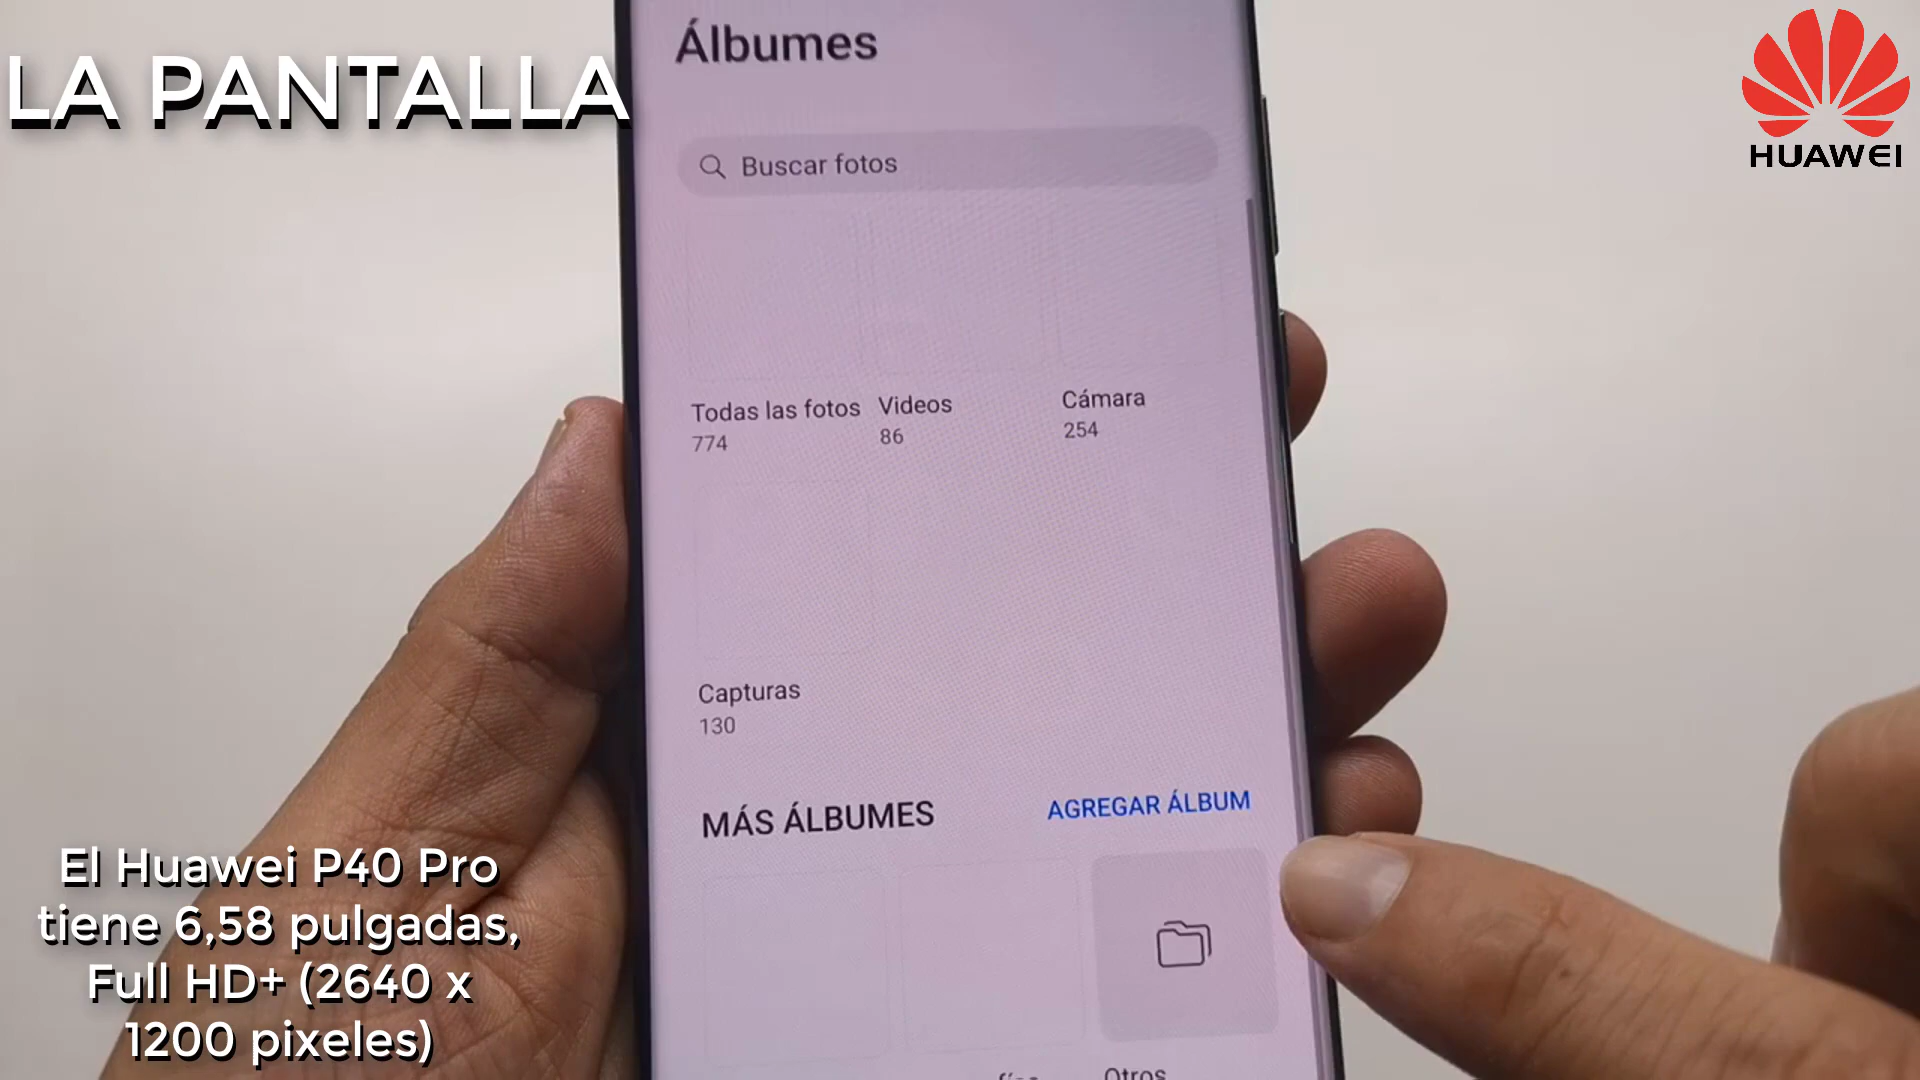 LA PANTALLA
HUAWEI
Álbumes
Buscar fotos
Todas las fotos Videos Cámara
774 86 254
Capturas
130
MÁS ÁLBUMES AGREGAR ÁLBUM
Otros
El Huawei P40 Pro
tiene 6,58 pulgadas,
Full HD+ (2640 x
1200 pixeles)